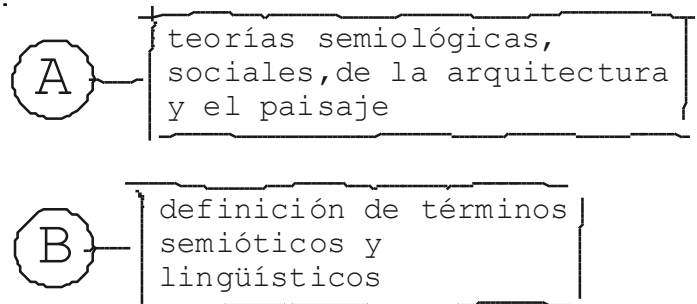 A
teorías semiológicas,
sociales,de la arquitectura
y el paisaje
B
definición de términos
semióticos y
lingüísticos